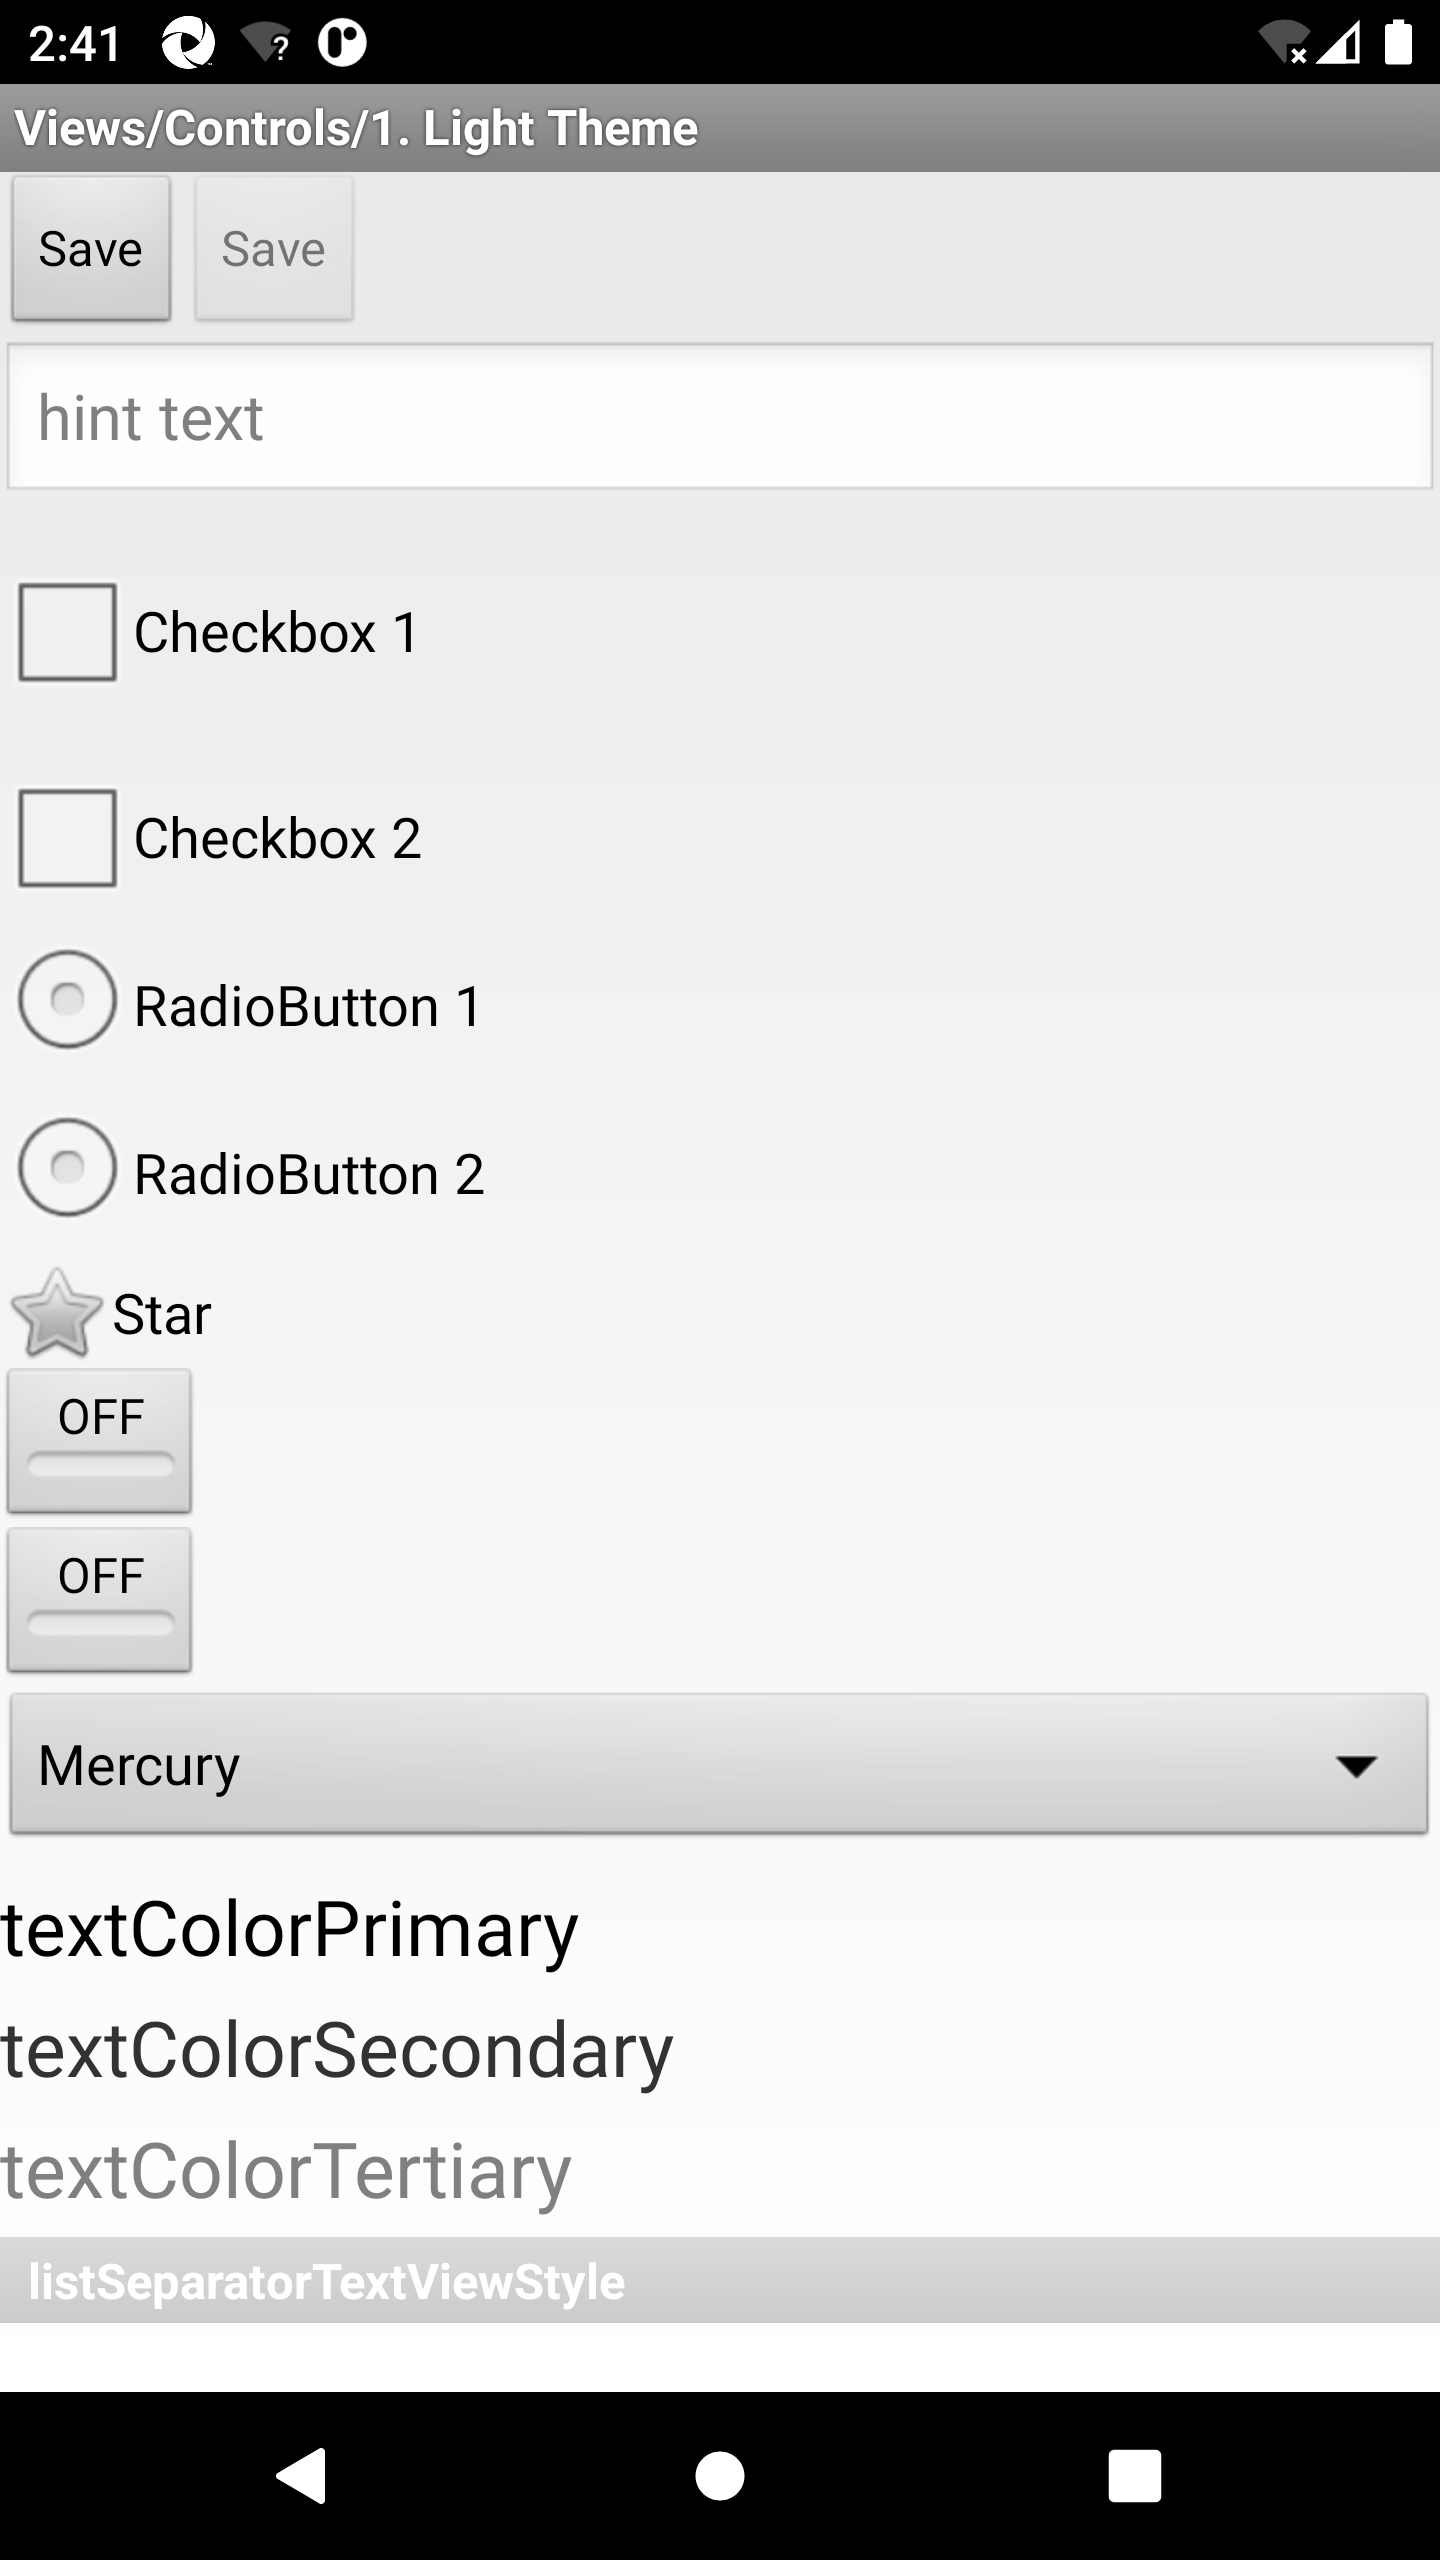 2:41
Views/Controls/1. Light Theme
Save Save
hint text
Checkbox 1
Checkbox 2
RadioButton 1
RadioButton 2
Star
OFF
OFF
Mercury
textColorPrimary
textColorSecondary
textColorTertiary
listSeparatorTextViewStyle